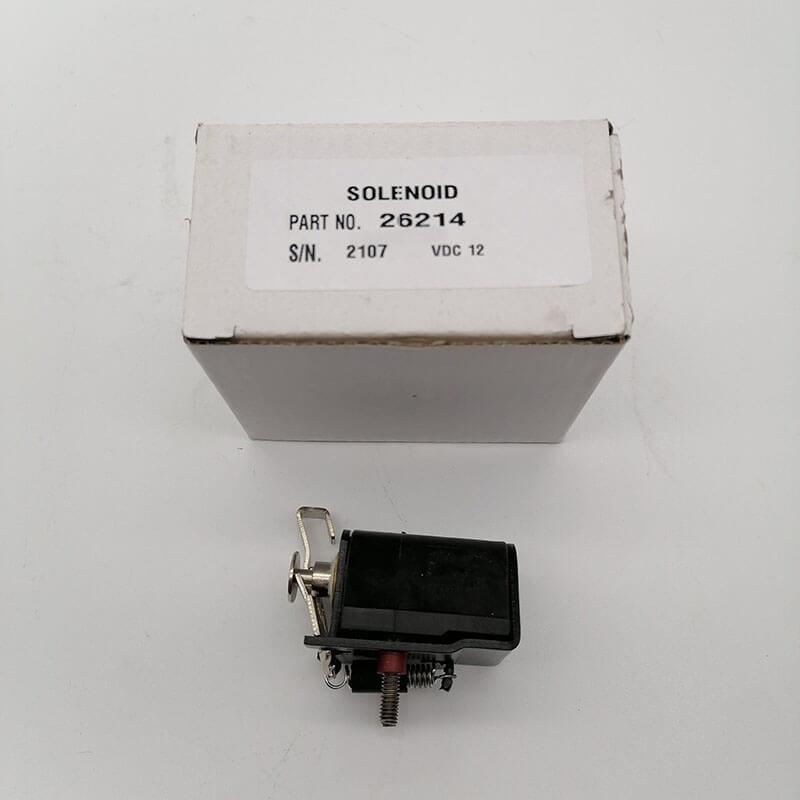 SOLENOID
PART NO. 26214
S/N. 2107 VDC 12